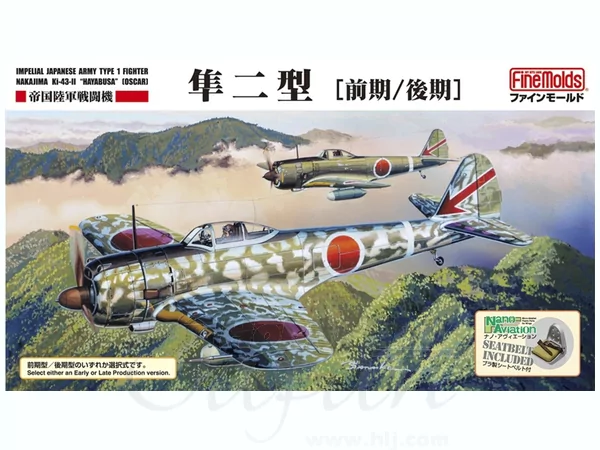 IMPELIAL JAPANESE ARMY TYPE 1 FIGHTER
NAKAJIMA Ki-43-II "HAYABUSA" (OSCAR)
帝国陸軍戦闘機
隼二型 [前期/後期]
FineMolds
ファインモールド
Nano
Aviation
ナノ・アヴィエーション
SEATBELT
INCLUDED
プラ製シートベルト付
前期型/後期型のいずれか選択式です。
Select either an Early or Late Production version.
www.hlj.com